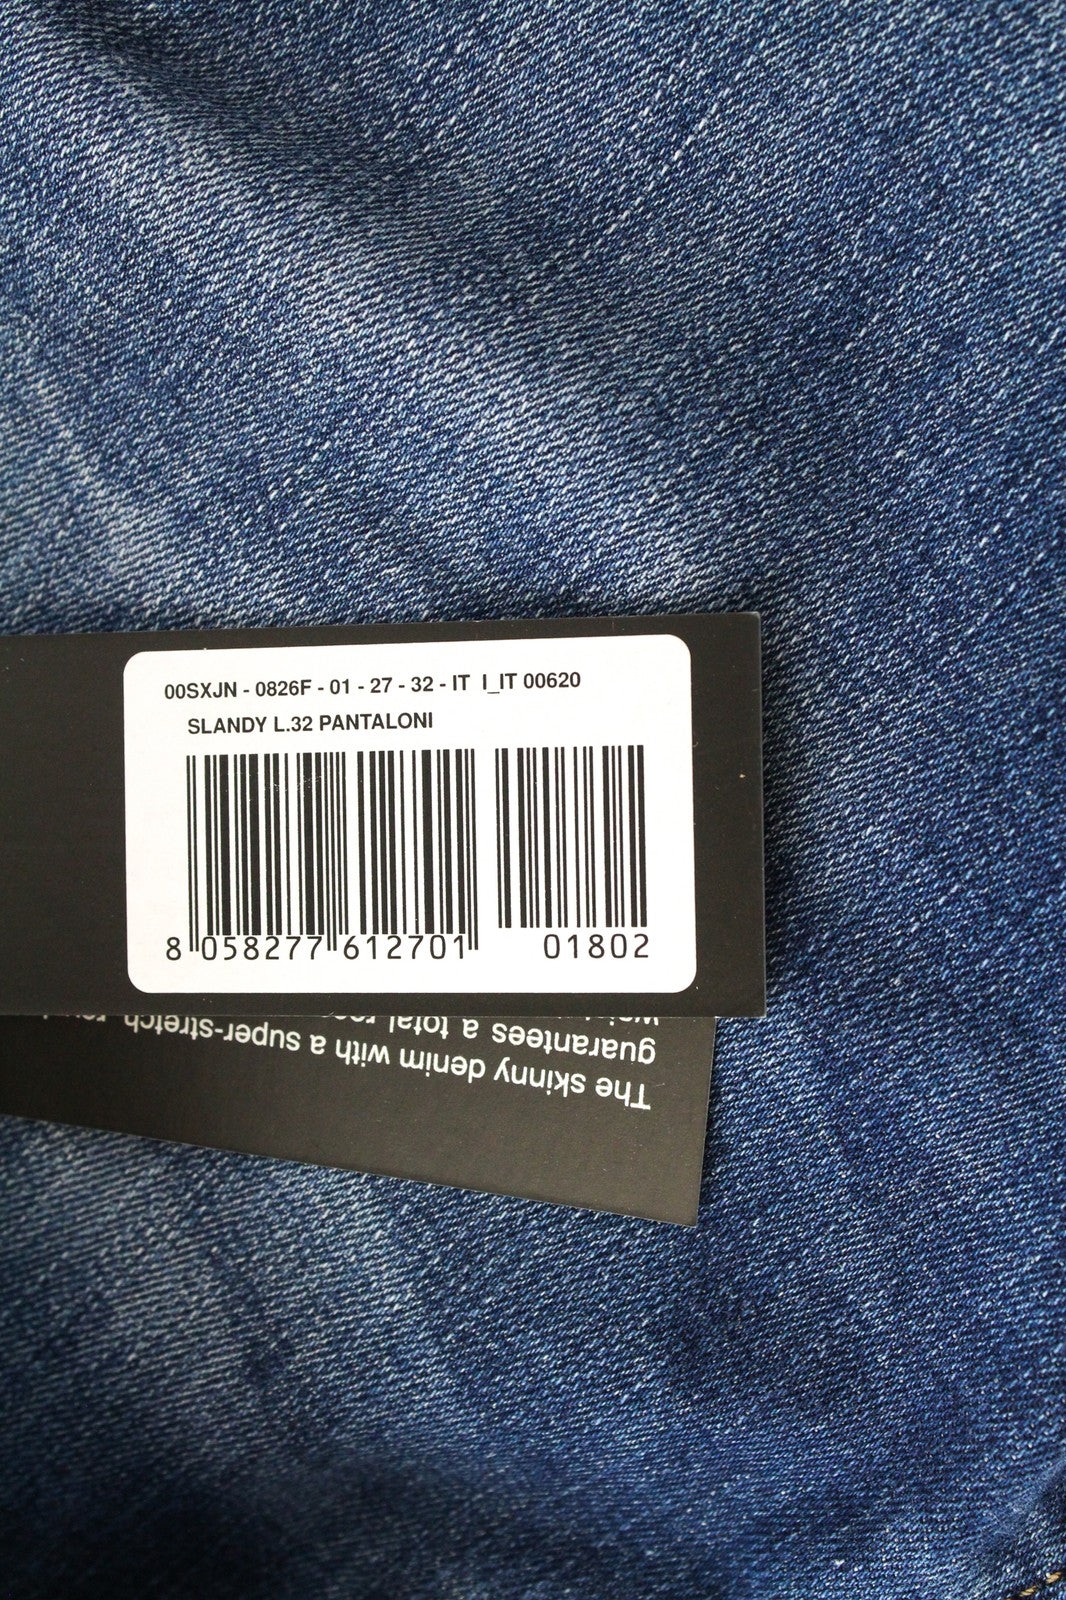 00SXJN - 0826F - 01 - 27 - 32 - IT I_IT 00620
SLANDY L.32 PANTALONI
8 058277 612701 01802
The skinny denim with a super-stretch
guarantees a total